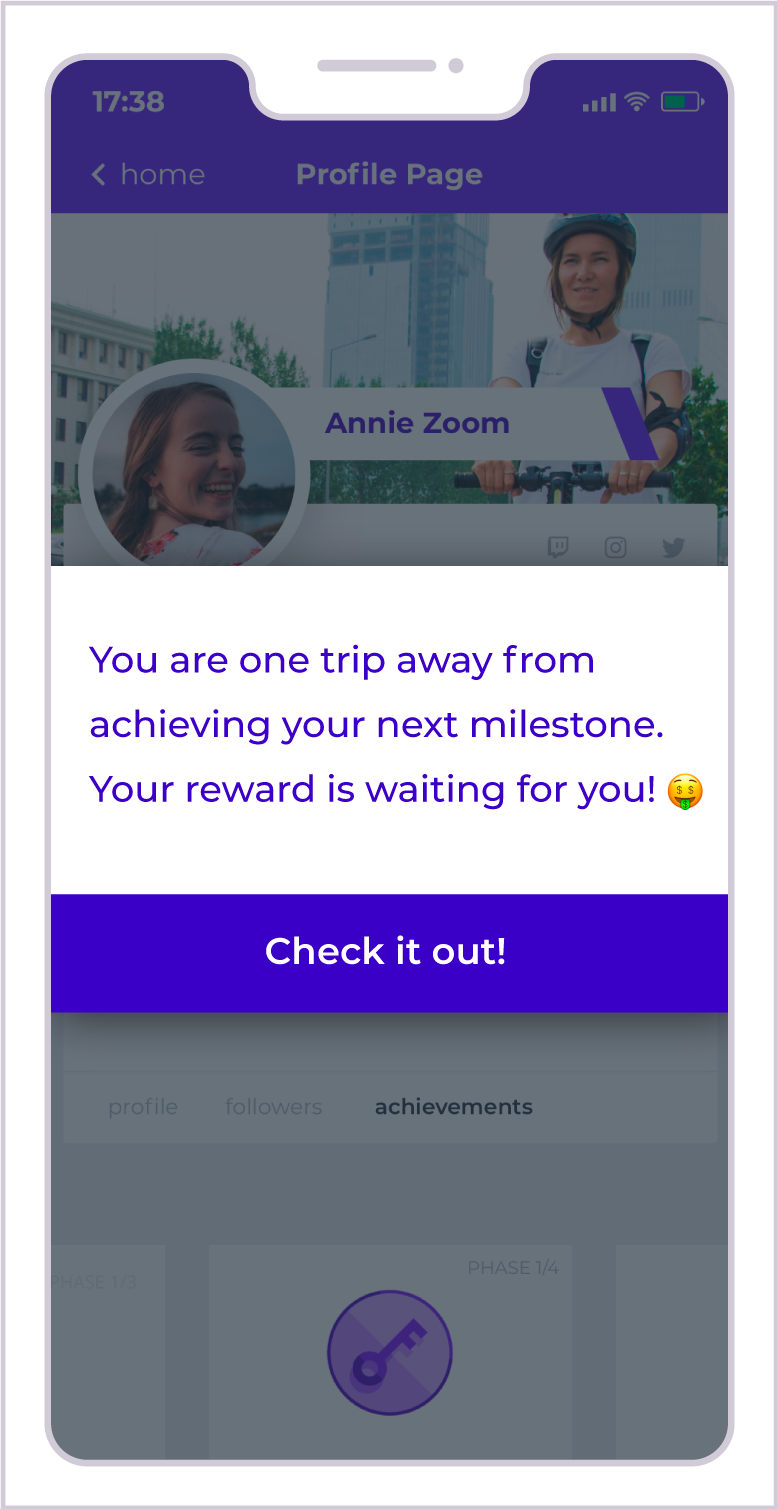 17:38
home
Profile Page
Annie Zoom
You are one trip away from
achieving your next milestone.
Your reward is waiting for you! 🤑
Check it out!
profile followers achievements
PHASE 1/3
PHASE 1/4